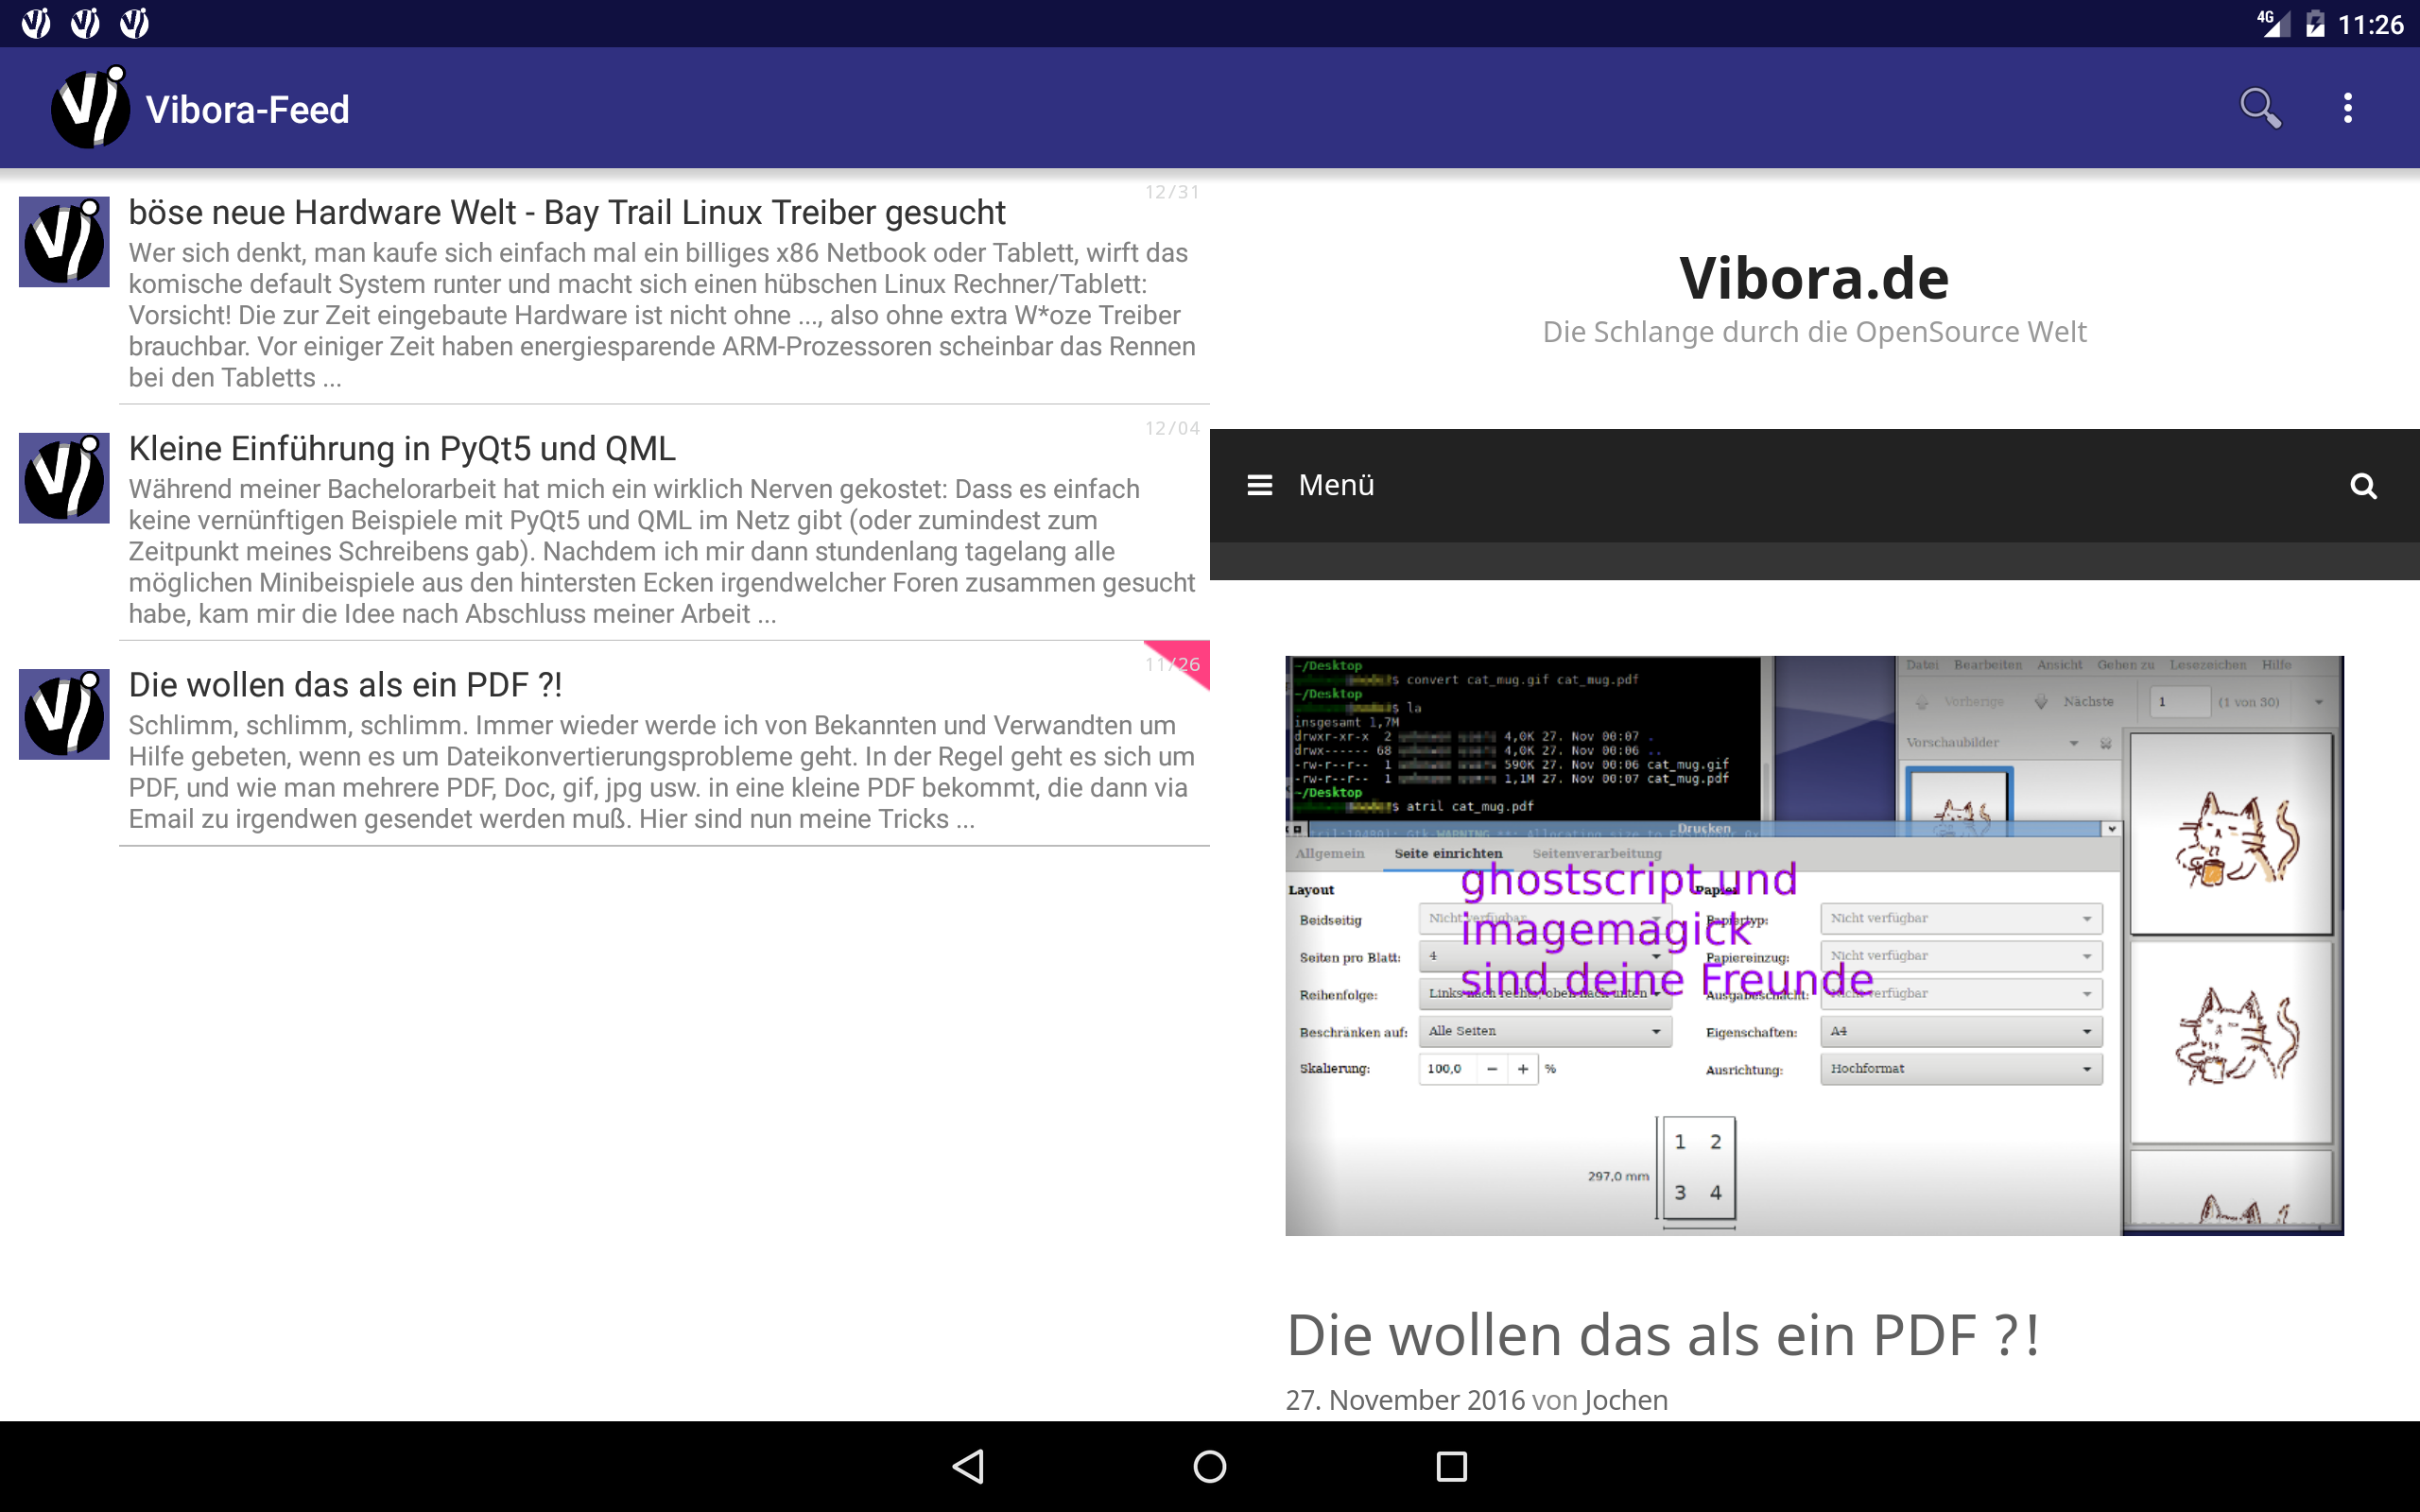 4G 11:26
Vibora-Feed
12/31
böse neue Hardware Welt - Bay Trail Linux Treiber gesucht
Wer sich denkt, man kaufe sich einfach mal ein billiges x86 Netbook oder Tablett, wirft das
komische default System runter und macht sich einen hübschen Linux Rechner/Tablett:
Vorsicht! Die zur Zeit eingebaute Hardware ist nicht ohne ..., also ohne extra W*oze Treiber
brauchbar. Vor einiger Zeit haben energiesparende ARM-Prozessoren scheinbar das Rennen
bei den Tabletts ...
12/04
Kleine Einführung in PyQt5 und QML
Während meiner Bachelorarbeit hat mich ein wirklich Nerven gekostet: Dass es einfach
keine vernünftigen Beispiele mit PyQt5 und QML im Netz gibt (oder zumindest zum
Zeitpunkt meines Schreibens gab). Nachdem ich mir dann stundenlang tagelang alle
möglichen Minibeispiele aus den hintersten Ecken irgendwelcher Foren zusammen gesucht
habe, kam mir die Idee nach Abschluss meiner Arbeit ...
11/26
Die wollen das als ein PDF ?!
Schlimm, schlimm, schlimm. Immer wieder werde ich von Bekannten und Verwandten um
Hilfe gebeten, wenn es um Dateikonvertierungsprobleme geht. In der Regel geht es sich um
PDF, und wie man mehrere PDF, Doc, gif, jpg usw. in eine kleine PDF bekommt, die dann via
Email zu irgendwen gesendet werden muß. Hier sind nun meine Tricks ...
Vibora.de
Die Schlange durch die OpenSource Welt
Menü
~/Desktop
$ convert cat_mug.gif cat_mug.pdf
~/Desktop
$ la
insgesamt 1,7M
drwxr-xr-x 2 4,0K 27. Nov 00:07 .
drwx------ 68 4,0K 27. Nov 00:06 ..
-rw-r--r-- 1 590K 27. Nov 00:06 cat_mug.gif
-rw-r--r-- 1 1,1M 27. Nov 00:07 cat_mug.pdf
~/Desktop
$ atril cat_mug.pdf
Datei Bearbeiten Ansicht Gehen zu Lesezeichen Hilfe
Vorherige Nächste 1 (1 von 30)
Vorschaubilder
Drucken
Allgemein Seite einrichten Seitenverarbeitung
ghostscript und
imagemagick
sind deine Freunde
Layout
Beidseitig Nicht verfügbar
Seiten pro Blatt: 4
Reihenfolge: Links nach rechts, oben nach unten
Beschränken auf: Alle Seiten
Skalierung: 100,0 − + %
Papier
Papiertyp: Nicht verfügbar
Papiereinzug: Nicht verfügbar
Ausgabeschacht: Nicht verfügbar
Eigenschaften: A4
Ausrichtung: Hochformat
1 2
297,0 mm
3 4
Die wollen das als ein PDF ?!
27. November 2016 von Jochen